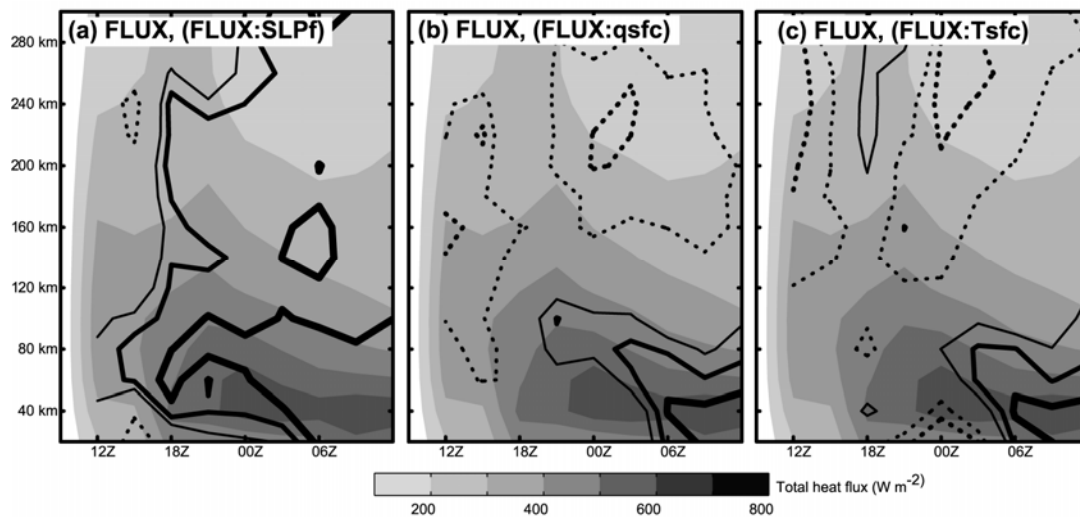 (a) FLUX, (FLUX:SLPf)
(b) FLUX, (FLUX:qsfc)
(c) FLUX, (FLUX:Tsfc)
280 km
240 km
200 km
160 km
120 km
80 km
40 km
12Z 18Z 00Z 06Z
12Z 18Z 00Z 06Z
12Z 18Z 00Z 06Z
Total heat flux (W m-2)
200 400 600 800